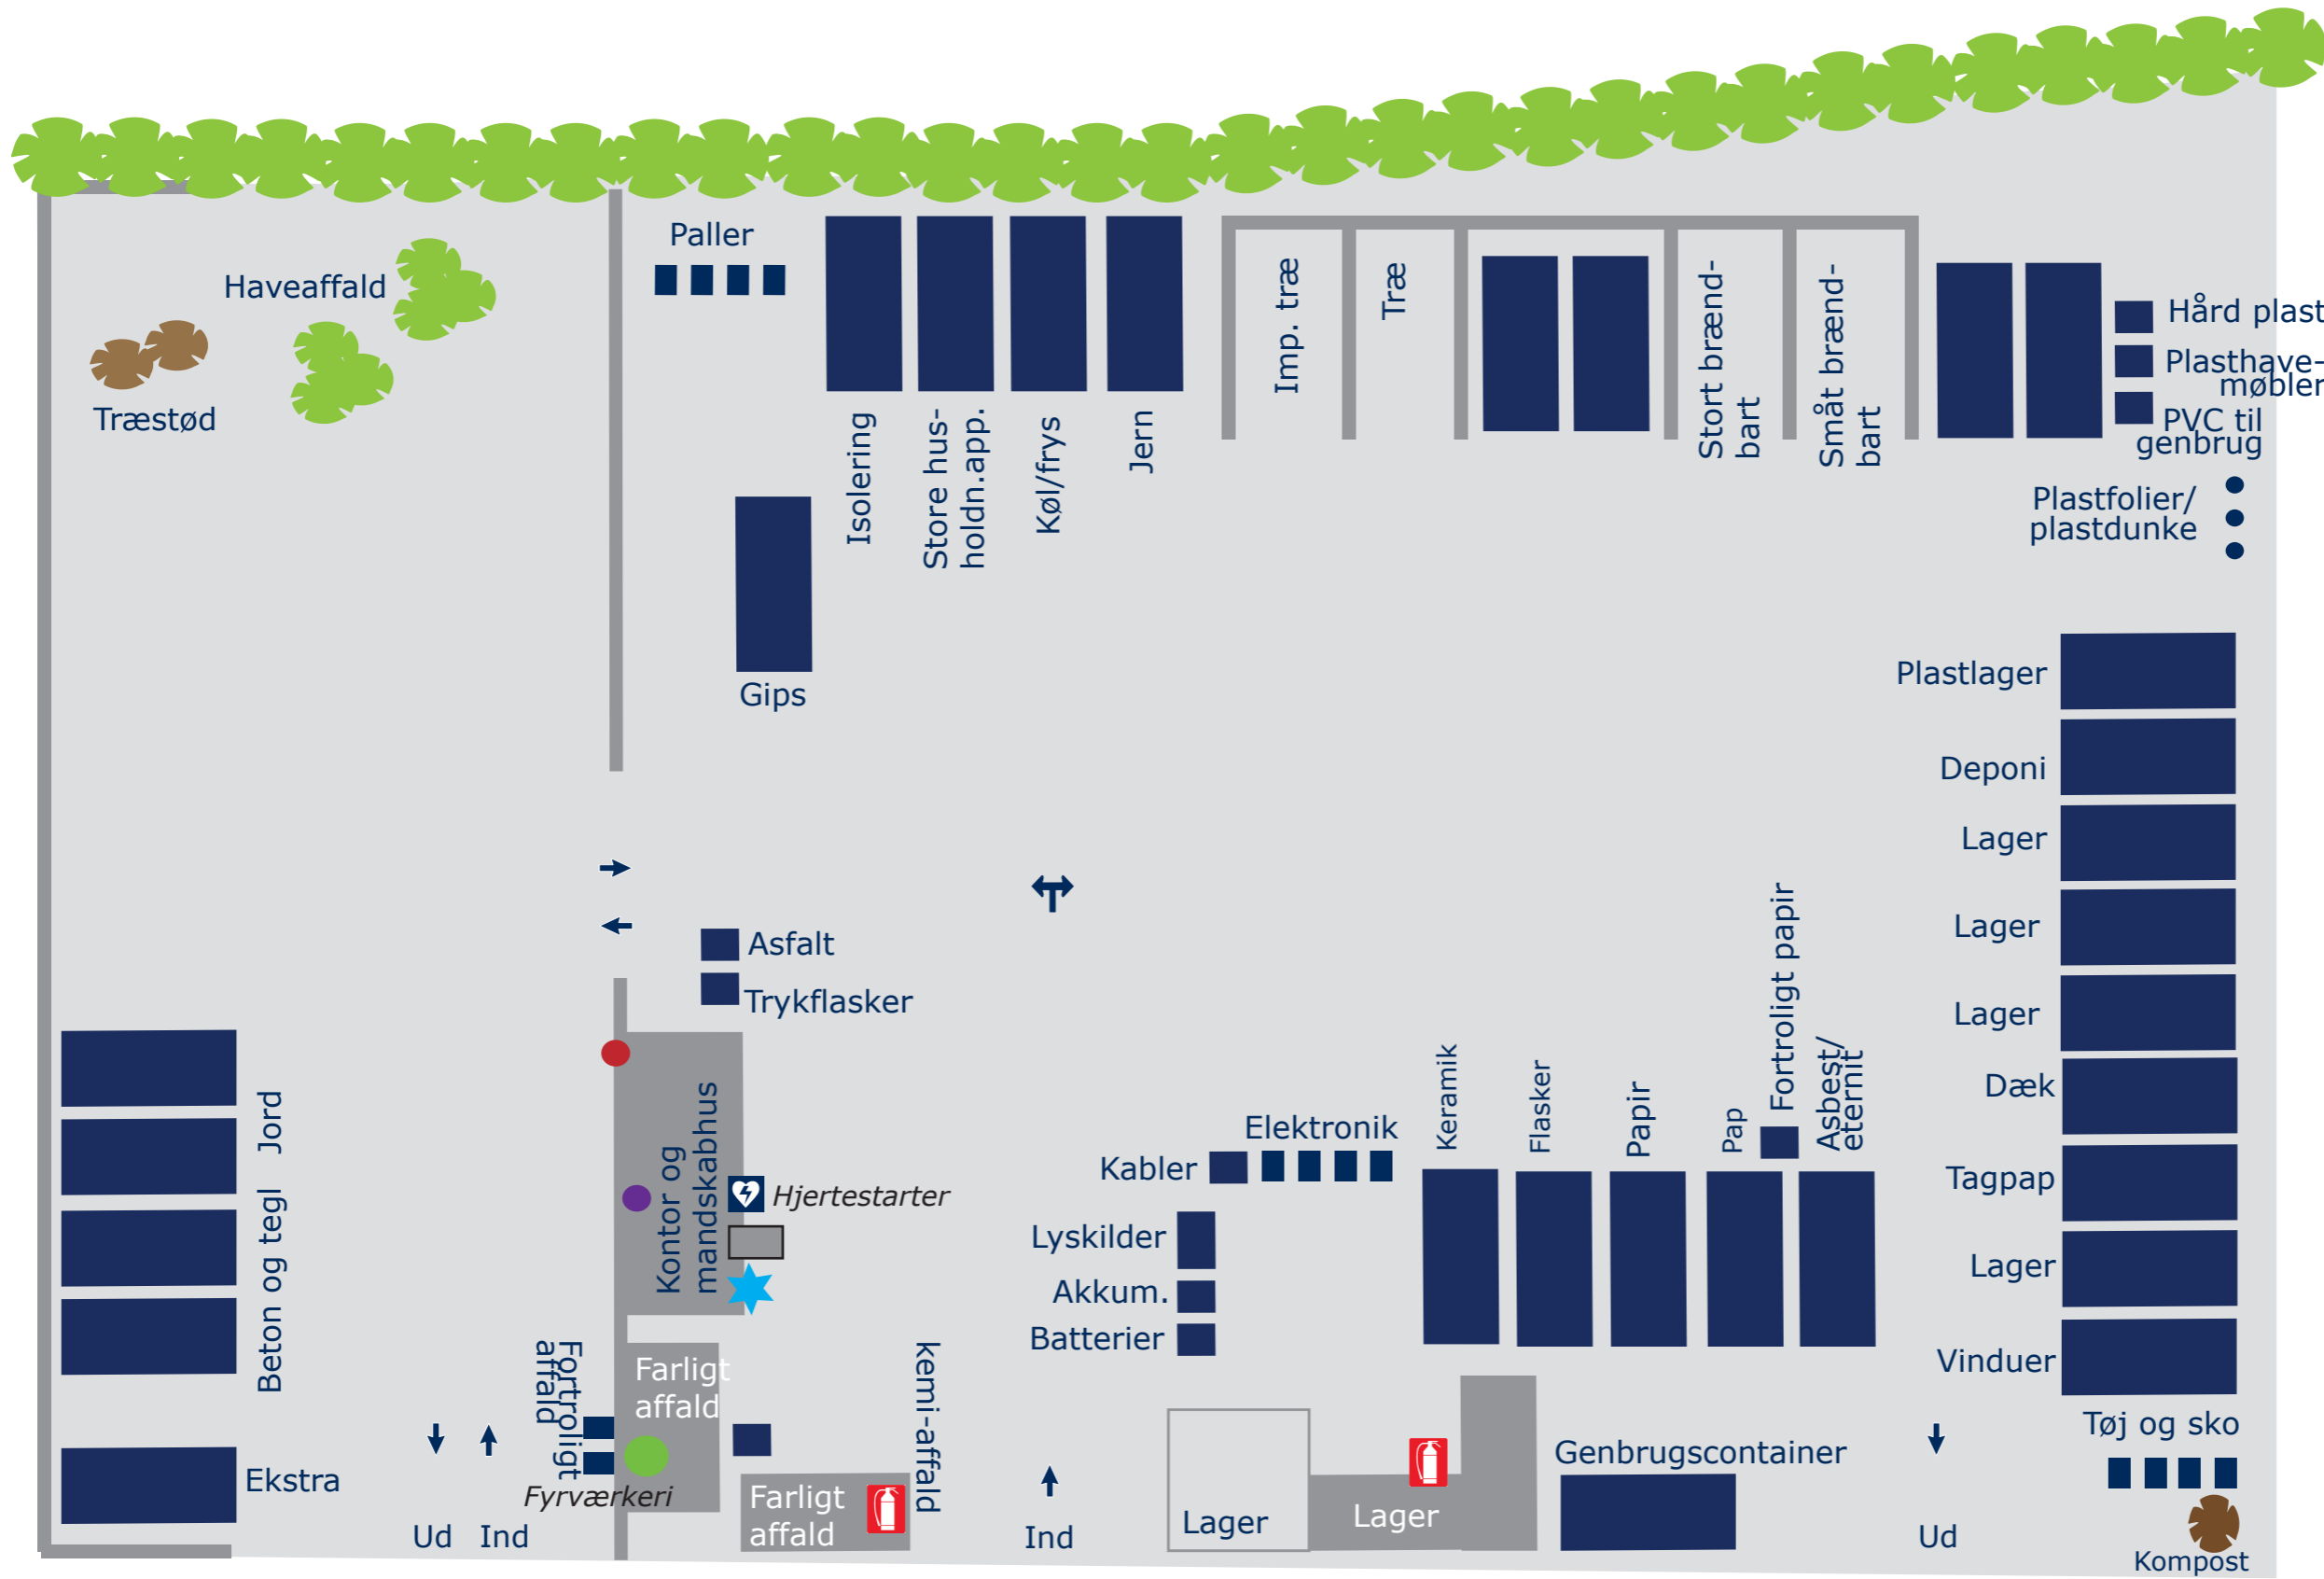 Paller
Haveaffald
Træstød
Isolering
Store hus-
holdn.app.
Køl/frys
Jern
Imp. træ
Træ
Stort brænd-
bart
Småt brænd-
bart
Hård plast
Plasthave-
møbler
PVC til
genbrug
Plastfolier/
plastdunke
Gips
Plastlager
Deponi
Lager
Lager
Lager
Dæk
Tagpap
Lager
Vinduer
Tøj og sko
Kompost
Asfalt
Trykflasker
Kontor og
mandskabhus
Hjertestarter
Jord
Beton og tegl
Ekstra
Ud
Ind
Fortroligt
affald
Fyrværkeri
Farligt
affald
Farligt
affald
kemi-affald
Ind
Elektronik
Kabler
Lyskilder
Akkum.
Batterier
Keramik
Flasker
Papir
Pap
Fortroligt papir
Asbest/
eternit
Lager
Lager
Genbrugscontainer
Ud